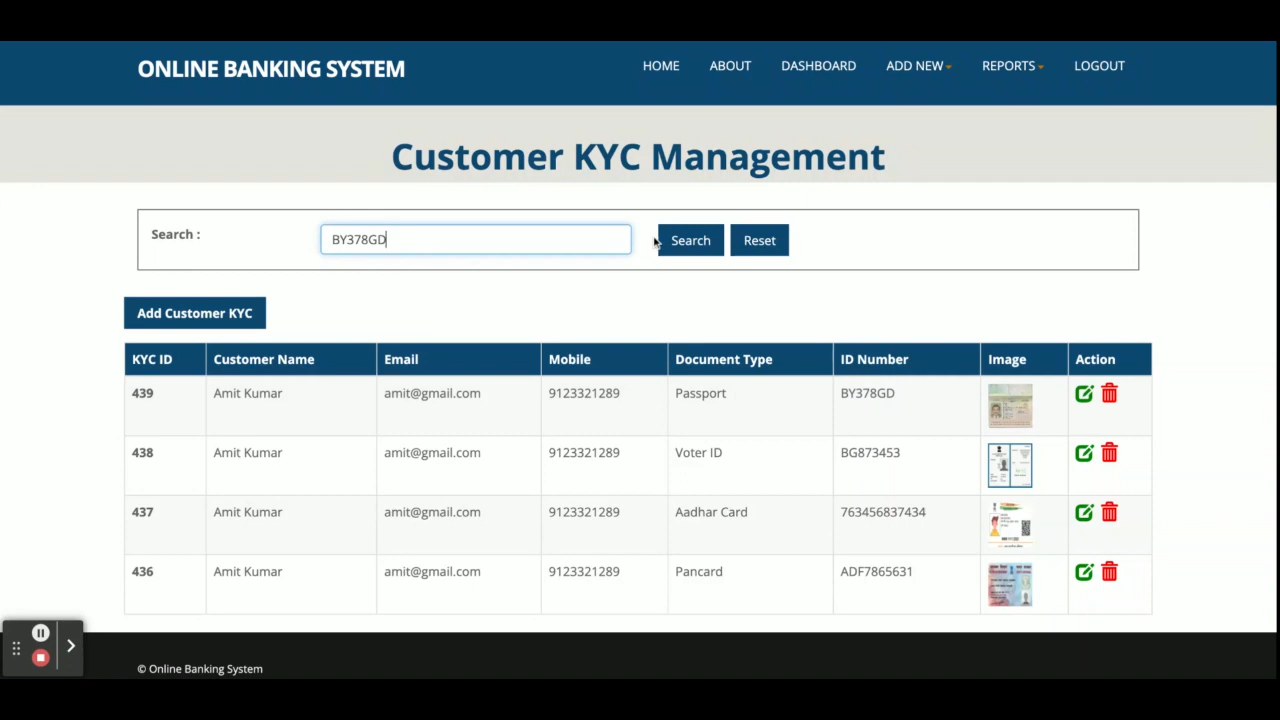 ONLINE BANKING SYSTEM HOME ABOUT DASHBOARD ADD NEW REPORTS LOGOUT
Customer KYC Management
Search : BY378GD Search Reset
Add Customer KYC
KYC ID Customer Name Email Mobile Document Type ID Number Image Action
439 Amit Kumar amit@gmail.com 9123321289 Passport BY378GD
438 Amit Kumar amit@gmail.com 9123321289 Voter ID BG873453
437 Amit Kumar amit@gmail.com 9123321289 Aadhar Card 763456837434
436 Amit Kumar amit@gmail.com 9123321289 Pancard ADF7865631
© Online Banking System